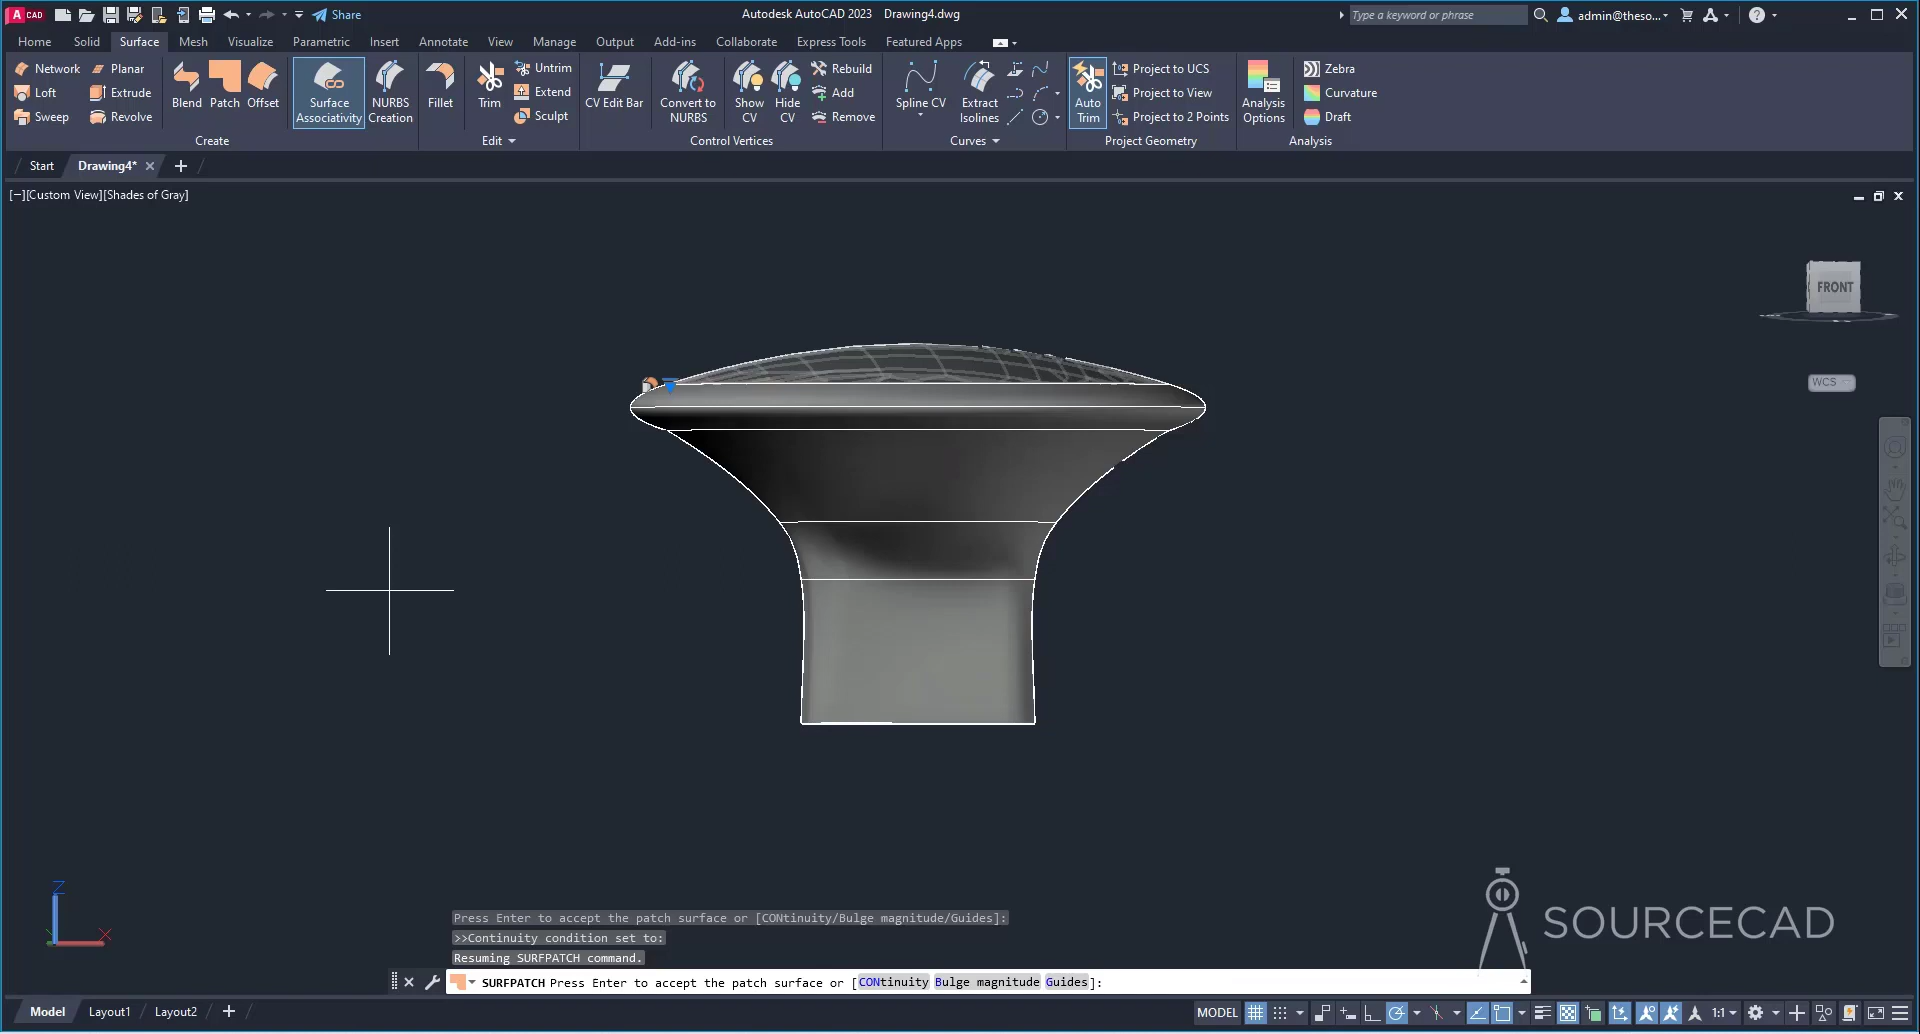 A CAD
Share
Autodesk AutoCAD 2023 Drawing4.dwg
Type a keyword or phrase
admin@theso...
Home Solid Surface Mesh Visualize Parametric Insert Annotate View Manage Output Add-ins Collaborate Express Tools Featured Apps
Network
Loft
Sweep
Planar
Extrude
Revolve
Blend
Patch
Offset
Surface
Associativity
NURBS
Creation
Create
Fillet
Trim
Untrim
Extend
Sculpt
Edit
CV Edit Bar
Convert to
NURBS
Show
CV
Hide
CV
Rebuild
Add
Remove
Control Vertices
Spline CV
Extract
Isolines
Curves
Auto
Trim
Project to UCS
Project to View
Project to 2 Points
Project Geometry
Analysis
Options
Zebra
Curvature
Draft
Analysis
Start
Drawing4*
[−][Custom View][Shades of Gray]
FRONT
WCS
Z
X
Press Enter to accept the patch surface or [CONtinuity/Bulge magnitude/Guides]:
>>Continuity condition set to:
Resuming SURFPATCH command.
SURFPATCH Press Enter to accept the patch surface or [CONtinuity Bulge magnitude Guides]:
SOURCECAD
Model
Layout1
Layout2
MODEL
1:1